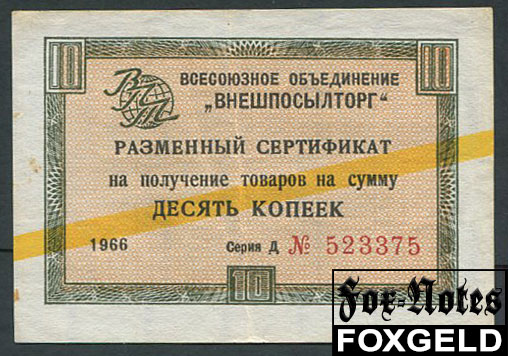 10 10
ВПТ
ВСЕСОЮЗНОЕ ОБЪЕДИНЕНИЕ
„ВНЕШПОСЫЛТОРГ“
РАЗМЕННЫЙ СЕРТИФИКАТ
на получение товаров на сумму
ДЕСЯТЬ КОПЕЕК
1966 Серия Д № 523375
10
Fox-Notes
FOXGELD